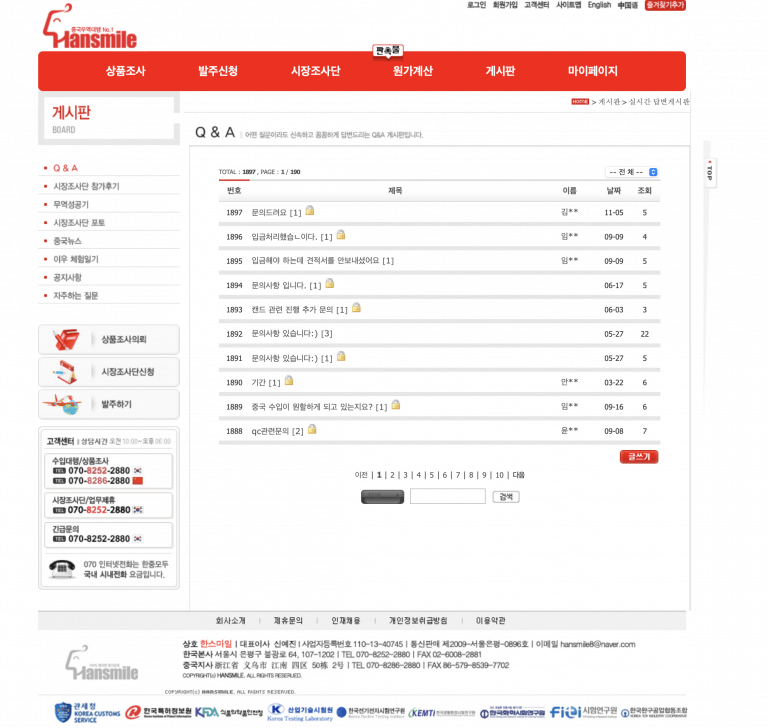 로그인 회원가입 고객센터 사이트맵 English 中国語 즐겨찾기추가
중국무역대행 No.1
Hansmile
판촉물
상품조사 발주신청 시장조사단 원가계산 게시판 마이페이지
게시판
BOARD
HOME > 게시판 > 실시간 답변게시판
Q & A 어떤 질문이라도 신속하고 꼼꼼하게 답변드리는 Q&A 게시판입니다.
TOP
Q & A
시장조사단 참가후기
무역성공기
시장조사단 포토
중국뉴스
이우 체험일기
공지사항
자주하는 질문
상품조사의뢰
시장조사단신청
발주하기
고객센터 | 상담시간 오전 10:00~오후 06:00
수입대행/상품조사
TEL 070-8252-2880
TEL 070-8286-2880
시장조사단/업무제휴
TEL 070-8252-2880
긴급문의
TEL 070-8252-2880
070 인터넷전화는 한중모두
국내 시내전화 요금입니다.
TOTAL : 1897 , PAGE : 1 / 190
-- 전 체 --
번호 제목 이름 날짜 조회
1897 문의드려요 [1] 김** 11-05 5
1896 입금처리했습ㄴ이다. [1] 임** 09-09 4
1895 입금해야 하는데 견적서를 안보내셨어요 [1] 임** 09-09 5
1894 문의사항 입니다. [1] 06-17 5
1893 캔드 관련 진행 추가 문의 [1] 06-03 3
1892 문의사항 있습니다:) [3] 05-27 22
1891 문의사항 있습니다:) [1] 05-27 5
1890 기간 [1] 만** 03-22 6
1889 중국 수입이 원할하게 되고 있는지요? [1] 임** 09-16 6
1888 qc관련문의 [2] 윤** 09-08 7
글쓰기
이전 | 1 | 2 | 3 | 4 | 5 | 6 | 7 | 8 | 9 | 10 | 다음
검색
회사소개 | 제휴문의 | 인재채용 | 개인정보취급방침 | 이용약관
Hansmile
상호 한스마일 | 대표이사 신예진 | 사업자등록번호 110-13-40745 | 통신판매 제2009-서울은평-0896호 | 이메일 hansmile8@naver.com
한국본사 서울시 은평구 불광로 64, 107-1202 | TEL 070-8252-2880 | FAX 02-6008-2881
중국지사 浙江省 义乌市 江南 四区 50栋 2号 | TEL 070-8286-2880 | FAX 86-579-8539-7702
COPYRIGHT(c) HANSMILE. ALL RIGHTS RESERLED.
COPYRIGHT(c) HANSMILE. ALL RIGHTS RESERLED.
관세청 KOREA CUSTOMS SERVICE
한국특허정보원
KFDA 식품의약품안전청
산업기술시험원 Korea Testing Laboratory
한국전기전자시험연구원
KEMTI
한국화학시험연구원
FITI 시험연구원
한국완구공업협동조합